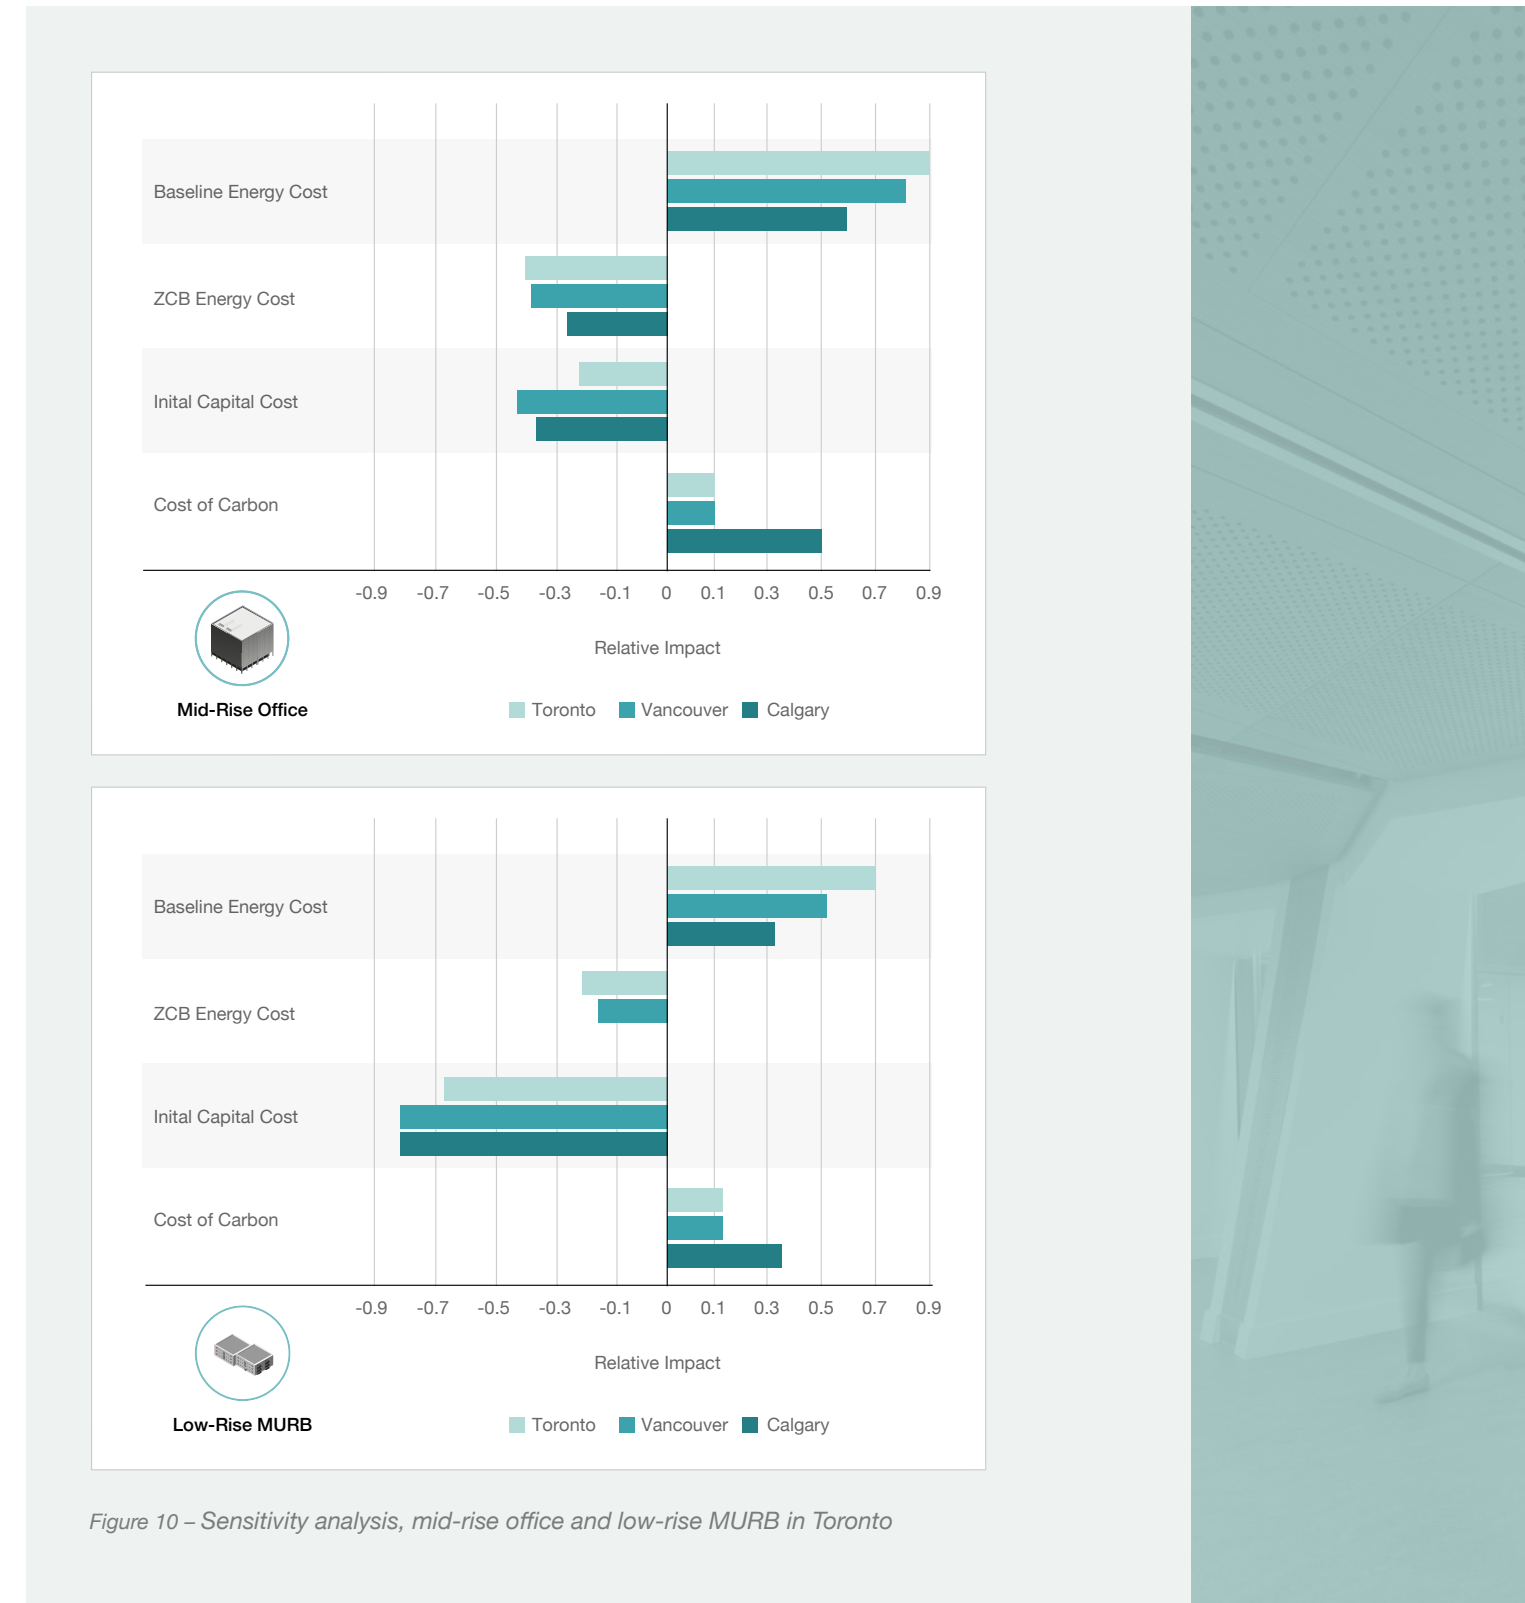 Baseline Energy Cost
ZCB Energy Cost
Inital Capital Cost
Cost of Carbon
-0.9 -0.7 -0.5 -0.3 -0.1 0 0.1 0.3 0.5 0.7 0.9
Relative Impact
Mid-Rise Office
Toronto Vancouver Calgary
Baseline Energy Cost
ZCB Energy Cost
Inital Capital Cost
Cost of Carbon
-0.9 -0.7 -0.5 -0.3 -0.1 0 0.1 0.3 0.5 0.7 0.9
Relative Impact
Low-Rise MURB
Toronto Vancouver Calgary
Figure 10 – Sensitivity analysis, mid-rise office and low-rise MURB in Toronto